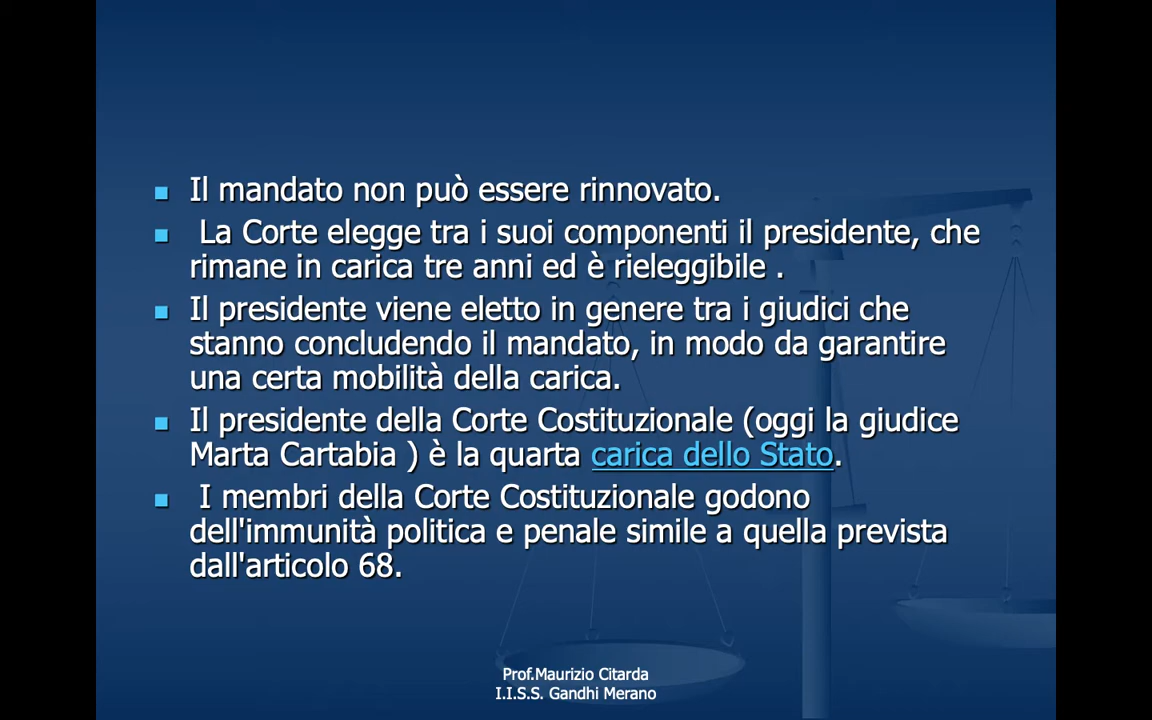 Il mandato non può essere rinnovato.
La Corte elegge tra i suoi componenti il presidente, che
rimane in carica tre anni ed è rieleggibile .
Il presidente viene eletto in genere tra i giudici che
stanno concludendo il mandato, in modo da garantire
una certa mobilità della carica.
Il presidente della Corte Costituzionale (oggi la giudice
Marta Cartabia ) è la quarta carica dello Stato.
I membri della Corte Costituzionale godono
dell'immunità politica e penale simile a quella prevista
dall'articolo 68.
Prof.Maurizio Citarda
I.I.S.S. Gandhi Merano